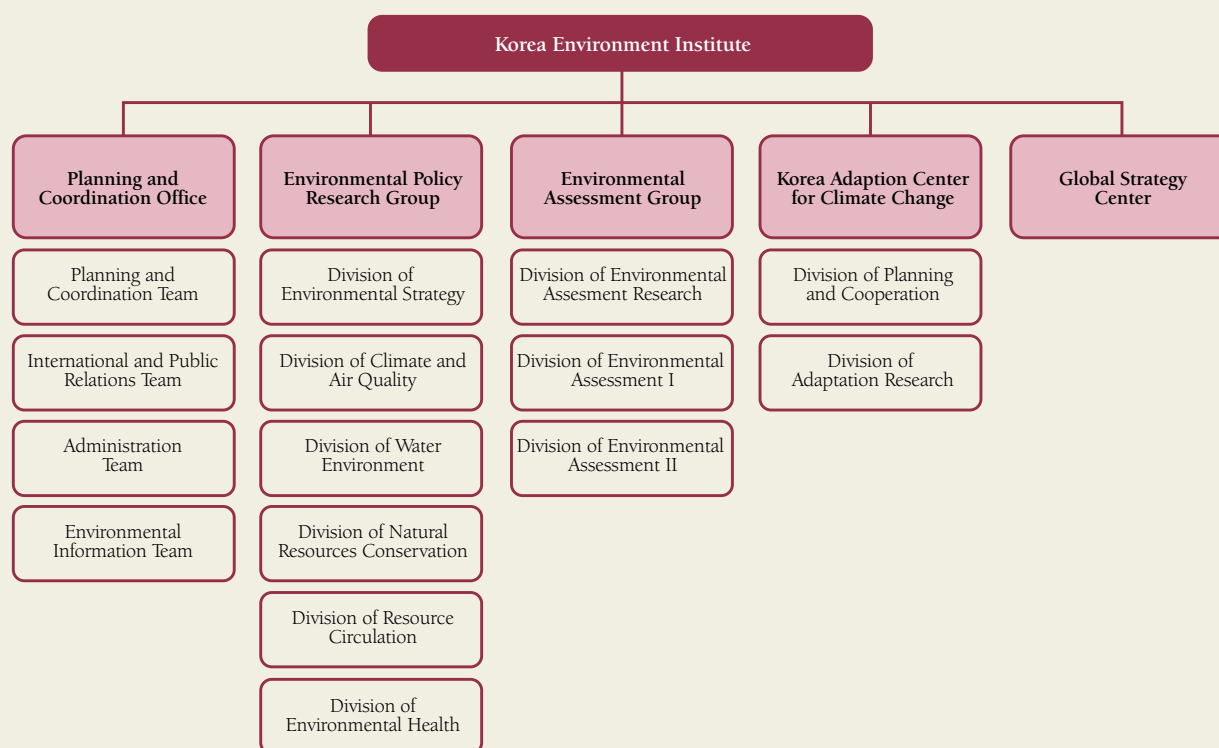 Korea Environment Institute
Planning and
Coordination Office
Planning and
Coordination Team
International and Public
Relations Team
Administration
Team
Environmental
Information Team
Environmental Policy
Research Group
Division of
Environmental Strategy
Division of Climate and
Air Quality
Division of Water
Environment
Division of Natural
Resources Conservation
Division of Resource
Circulation
Division of
Environmental Health
Environmental
Assessment Group
Division of Environmental
Assesment Research
Division of Environmental
Assessment I
Division of Environmental
Assessment II
Korea Adaption Center
for Climate Change
Division of Planning
and Cooperation
Division of
Adaptation Research
Global Strategy
Center